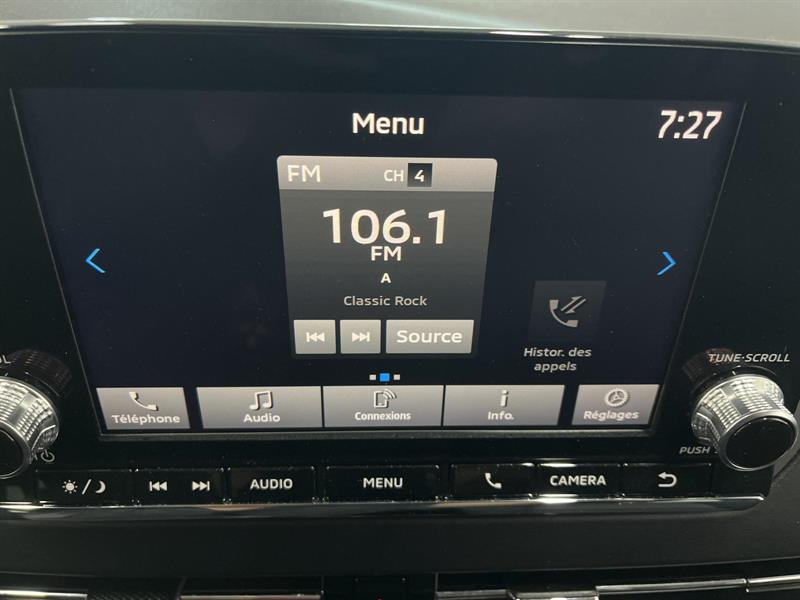 Menu
7:27
FM CH 4
106.1
FM
A
Classic Rock
Source
Histor. des
appels
Téléphone
Audio
Connexions
Info.
Réglages
TUNE·SCROLL
PUSH
AUDIO
MENU
CAMERA